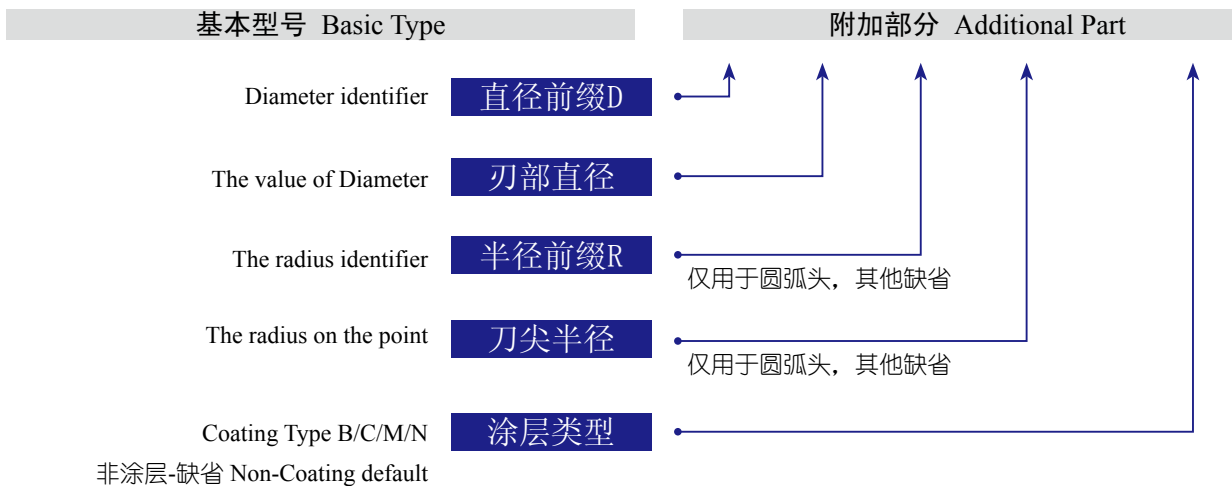 基本型号 Basic Type
附加部分 Additional Part
Diameter identifier 直径前缀D
The value of Diameter 刃部直径
The radius identifier 半径前缀R
仅用于圆弧头，其他缺省
The radius on the point 刀尖半径
仅用于圆弧头，其他缺省
Coating Type B/C/M/N 涂层类型
非涂层-缺省 Non-Coating default